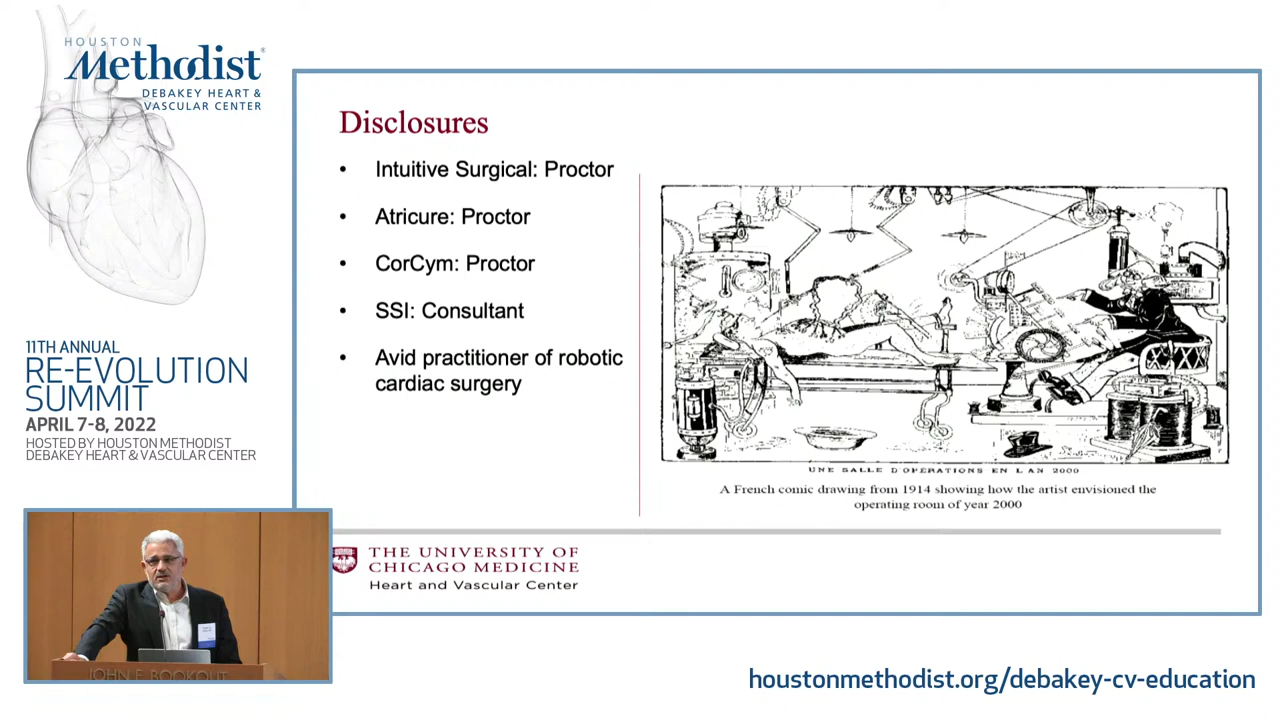 HOUSTON
Methodist
DEBAKEY HEART &
VASCULAR CENTER
11TH ANNUAL
RE-EVOLUTION
SUMMIT
APRIL 7-8, 2022
HOSTED BY HOUSTON METHODIST
DEBAKEY HEART & VASCULAR CENTER
Disclosures
• Intuitive Surgical: Proctor
• Atricure: Proctor
• CorCym: Proctor
• SSI: Consultant
• Avid practitioner of robotic
cardiac surgery
UNE SALLE D'OPERATIONS EN L AN 2000
A French comic drawing from 1914 showing how the artist envisioned the
operating room of year 2000
THE UNIVERSITY OF
CHICAGO MEDICINE
Heart and Vascular Center
JOHN F. BOOKOUT
houstonmethodist.org/debakey-cv-education